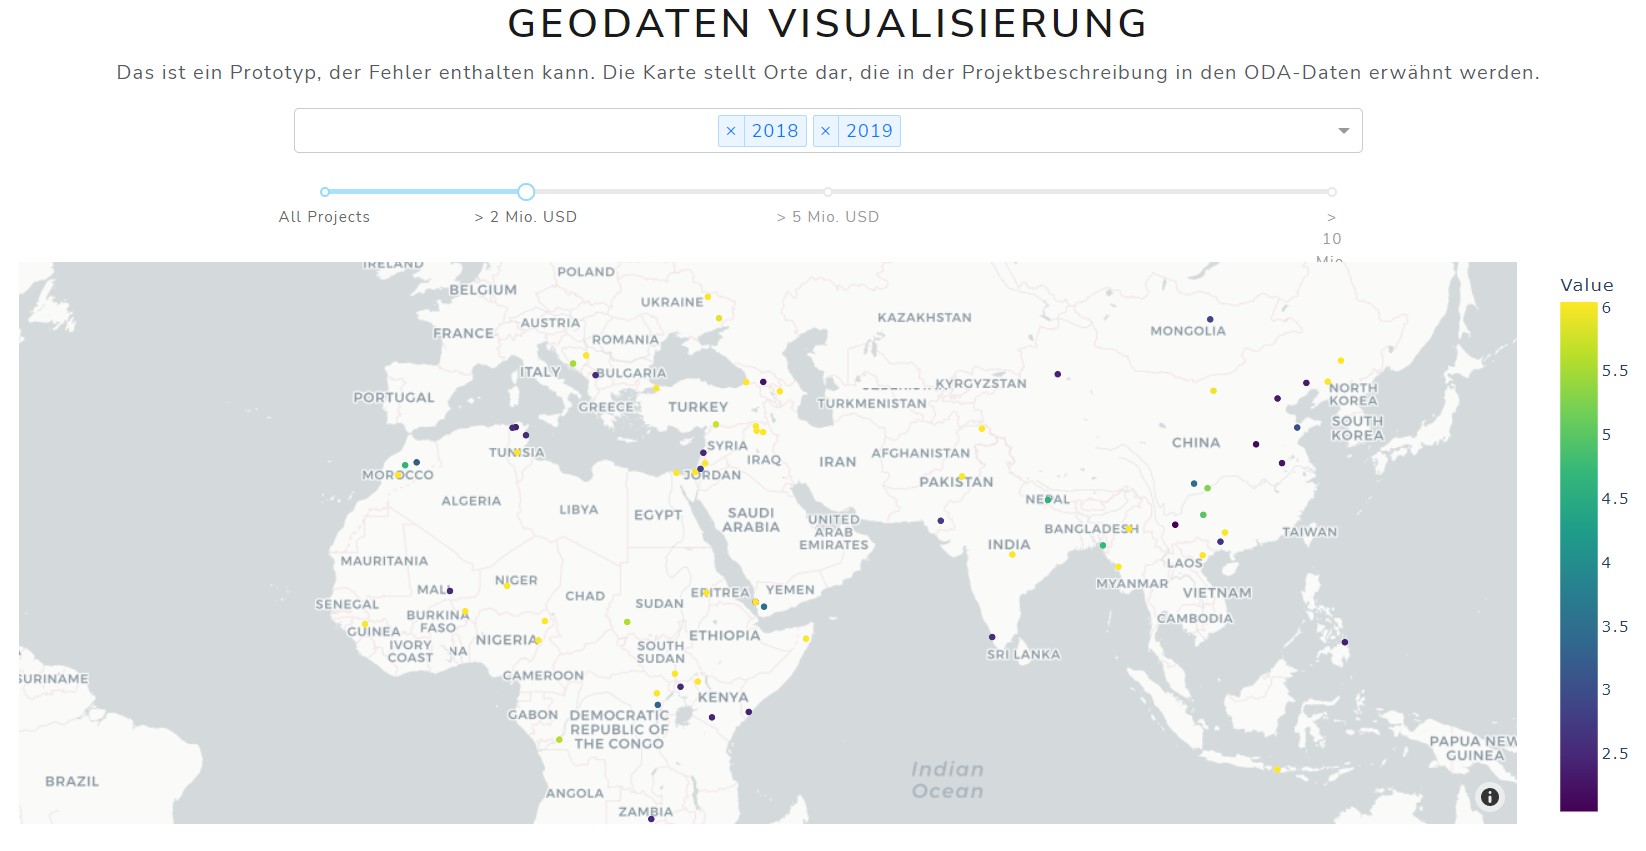 GEODATEN VISUALISIERUNG
Das ist ein Prototyp, der Fehler enthalten kann. Die Karte stellt Orte dar, die in der Projektbeschreibung in den ODA-Daten erwähnt werden.
× 2018 × 2019
All Projects
> 2 Mio. USD
> 5 Mio. USD
>
10
Mio
IRELAND
POLAND
BELGIUM
UKRAINE
KAZAKHSTAN
AUSTRIA
FRANCE
ROMANIA
MONGOLIA
ITALY
BULGARIA
KYRGYZSTAN
NORTH
KOREA
PORTUGAL
GREECE
TURKEY
TURKMENISTAN
SOUTH
KOREA
TUNISIA
SYRIA
IRAQ
IRAN
AFGHANISTAN
CHINA
MOROCCO
JORDAN
PAKISTAN
ALGERIA
LIBYA
EGYPT
SAUDI
ARABIA
UNITED
ARAB
EMIRATES
NEPAL
BANGLADESH
TAIWAN
INDIA
MAURITANIA
LAOS
NIGER
MALI
CHAD
ERITREA
YEMEN
MYANMAR
VIETNAM
SENEGAL
SUDAN
BURKINA
FASO
GUINEA
NIGERIA
ETHIOPIA
CAMBODIA
IVORY
COAST
NA
SOUTH
SUDAN
SRI LANKA
SURINAME
CAMEROON
KENYA
GABON
DEMOCRATIC
REPUBLIC OF
THE CONGO
PAPUA NEW
GUINEA
BRAZIL
Indian
Ocean
ANGOLA
ZAMBIA
Value
6
5.5
5
4.5
4
3.5
3
2.5